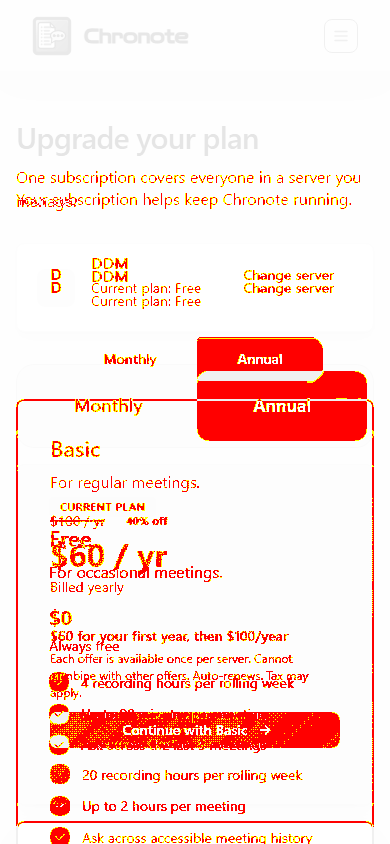 Chronote
Upgrade your plan
One subscription covers everyone in a server you
manage.
Your subscription helps keep Chronote running.
D
D
DDM
DDM
Current plan: Free
Current plan: Free
Change server
Change server
Monthly
Annual
Monthly
Annual
Basic
For regular meetings.
CURRENT PLAN
$100 / yr
40% off
Free
$60 / yr
For occasional meetings.
Billed yearly
$0
$60 for your first year, then $100/year
Always free
Each offer is available once per server. Cannot
combine with other offers. Auto-renews. Tax may
apply.
4 recording hours per rolling week
Continue with Basic →
20 recording hours per rolling week
Up to 2 hours per meeting
Ask across accessible meeting history